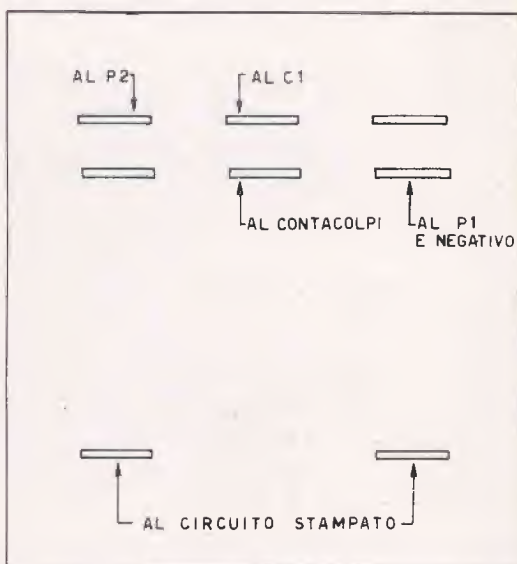 AL P2
AL C1
AL CONTACOLPI
AL P1
E NEGATIVO
AL CIRCUITO STAMPATO